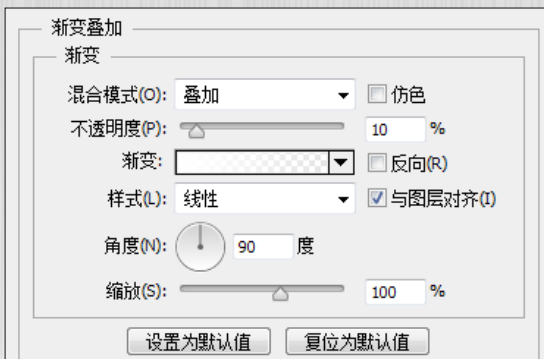 渐变叠加
渐变
混合模式(O): 叠加 仿色
不透明度(P): 10 %
渐变: 反向(R)
样式(L): 线性 与图层对齐(I)
角度(N): 90 度
缩放(S): 100 %
设置为默认值 复位为默认值